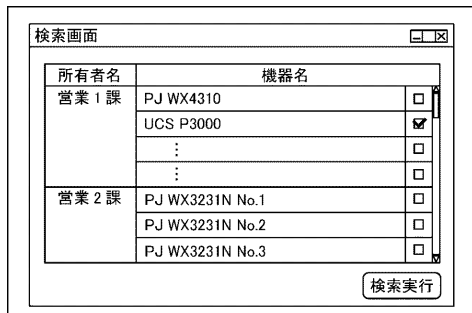 検索画面
所有者名 機器名
営業1課 PJ WX4310
UCS P3000
⋮
⋮
営業2課 PJ WX3231N No.1
PJ WX3231N No.2
PJ WX3231N No.3
検索実行